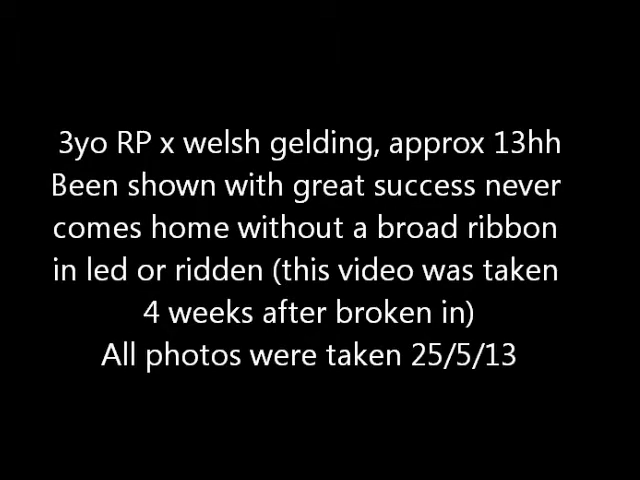 3yo RP x welsh gelding, approx 13hh
Been shown with great success never
comes home without a broad ribbon
in led or ridden (this video was taken
4 weeks after broken in)
All photos were taken 25/5/13